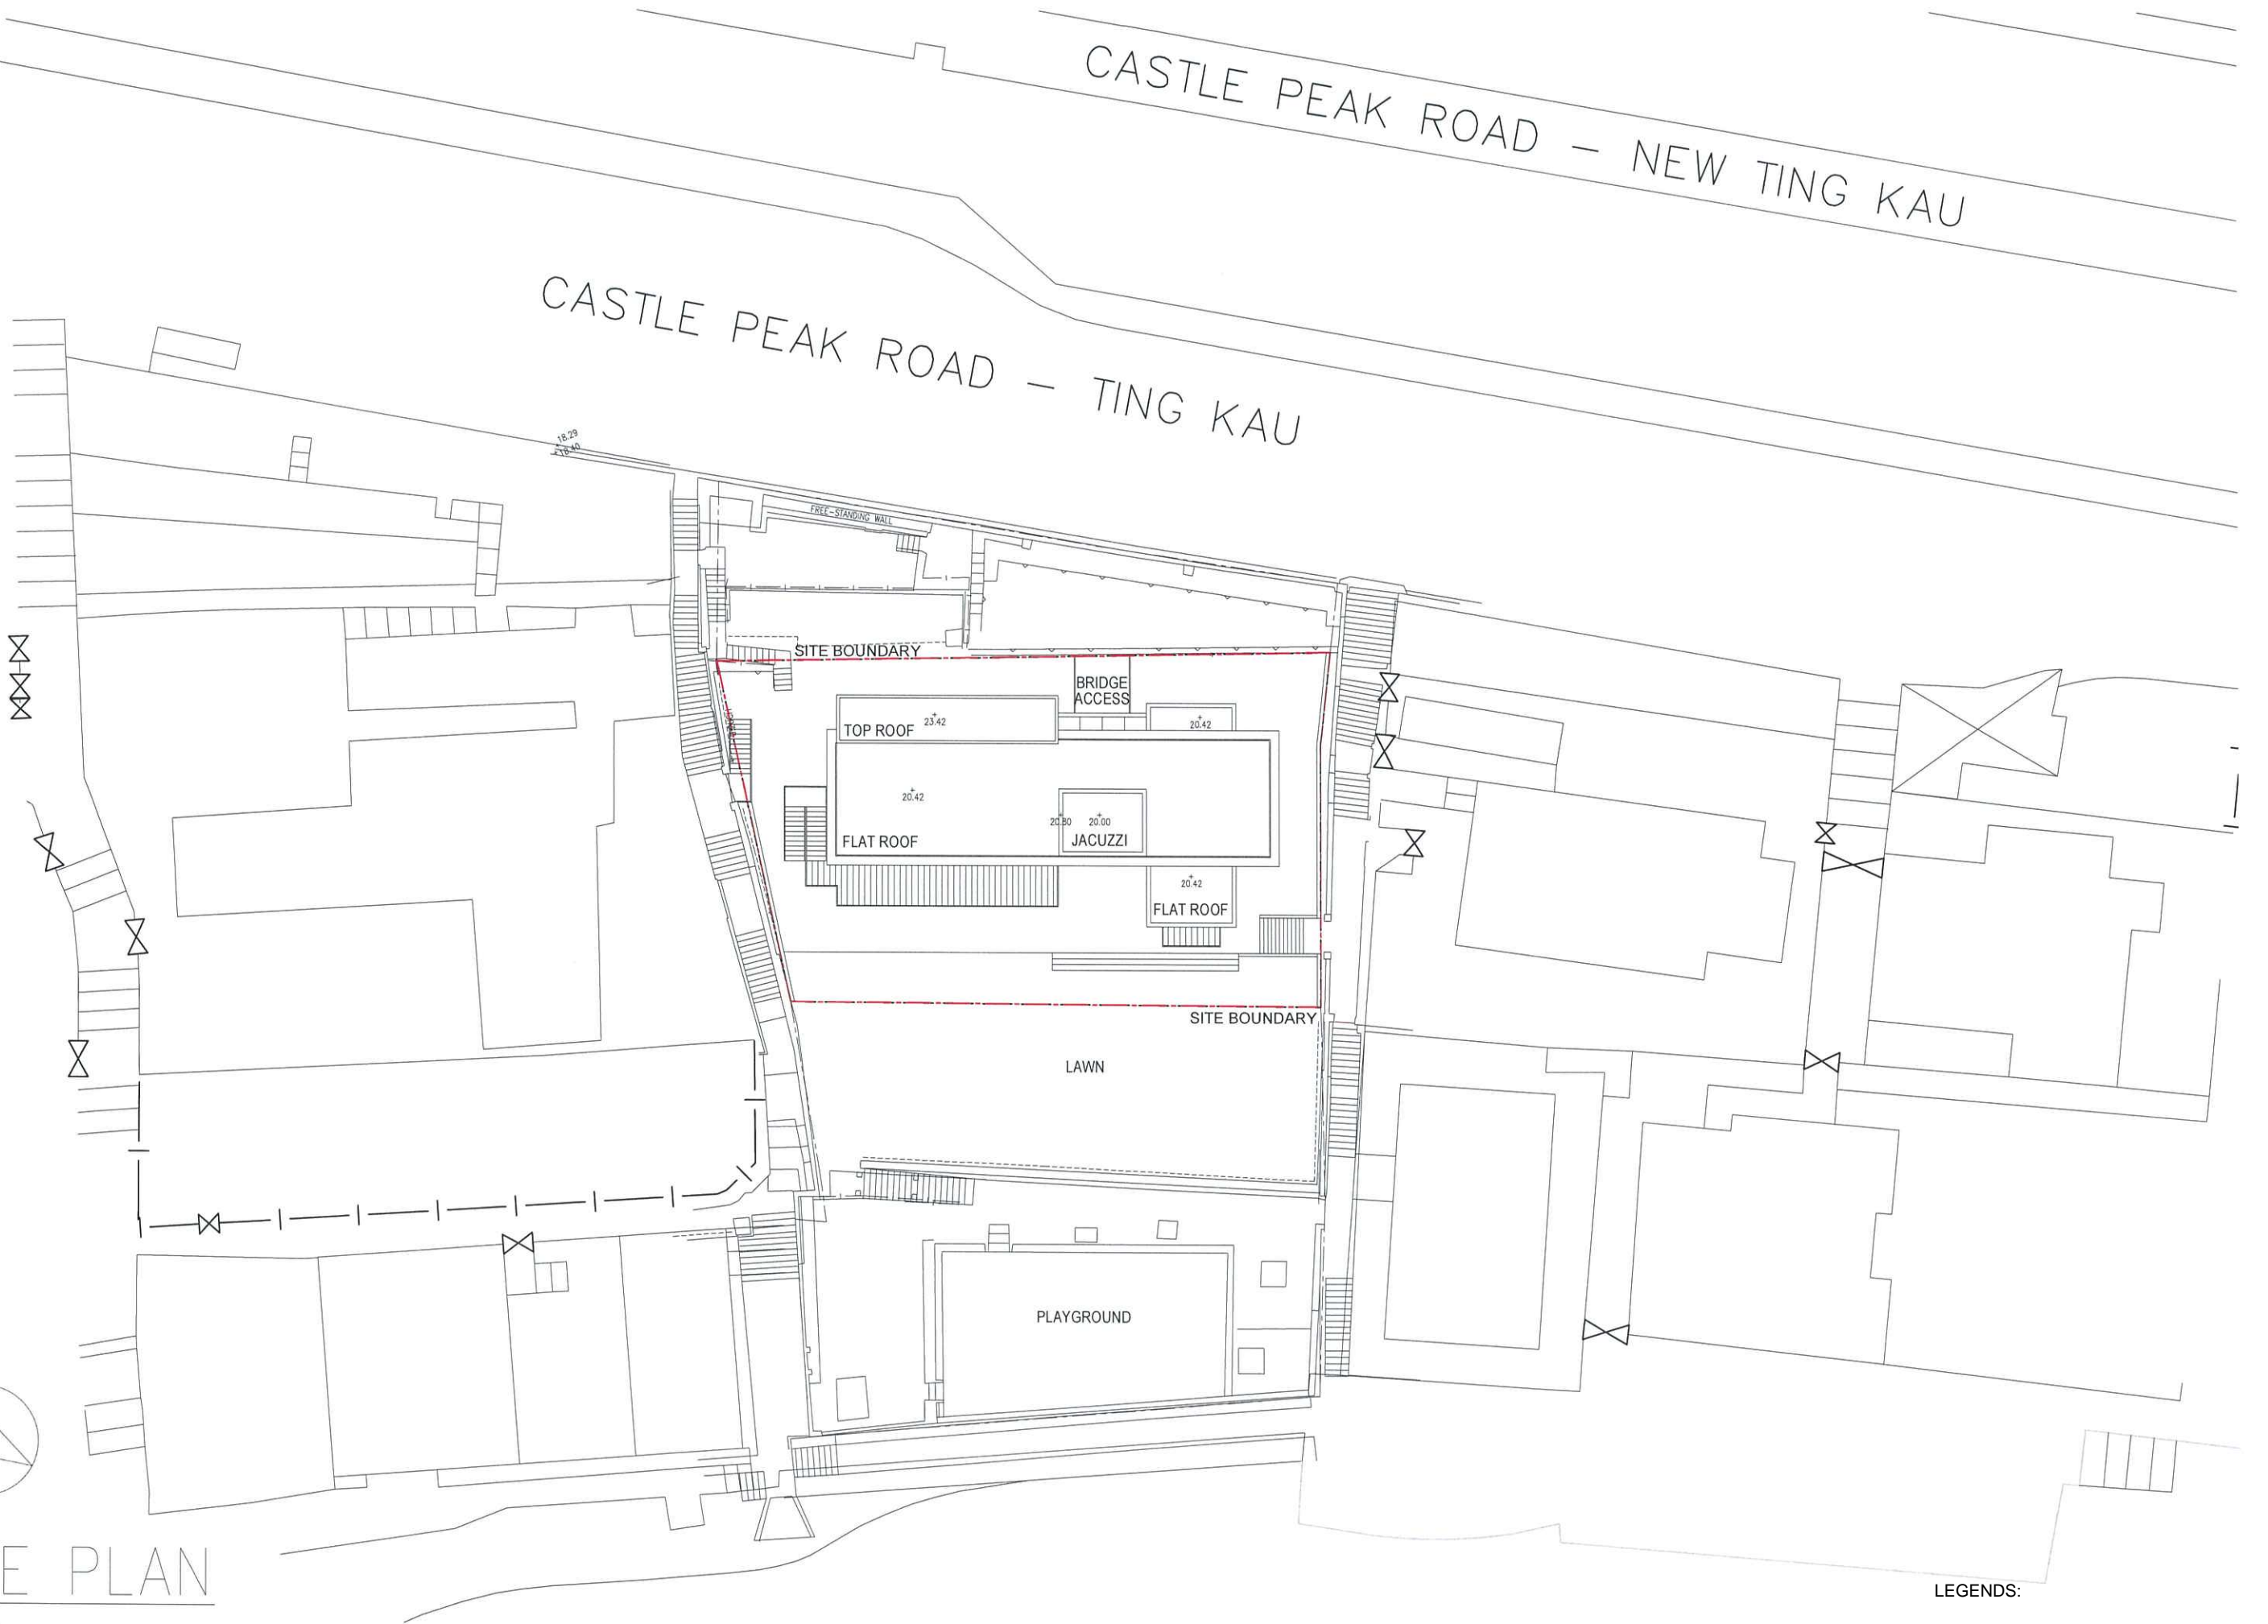 CASTLE PEAK ROAD – NEW TING KAU
CASTLE PEAK ROAD – TING KAU
18.29
18.40
FREE-STANDING WALL
SITE BOUNDARY
BRIDGE
ACCESS
23.42
TOP ROOF
20.42
20.42
20.80
20.00
FLAT ROOF
JACUZZI
20.42
FLAT ROOF
SITE BOUNDARY
LAWN
PLAYGROUND
E PLAN
LEGENDS: